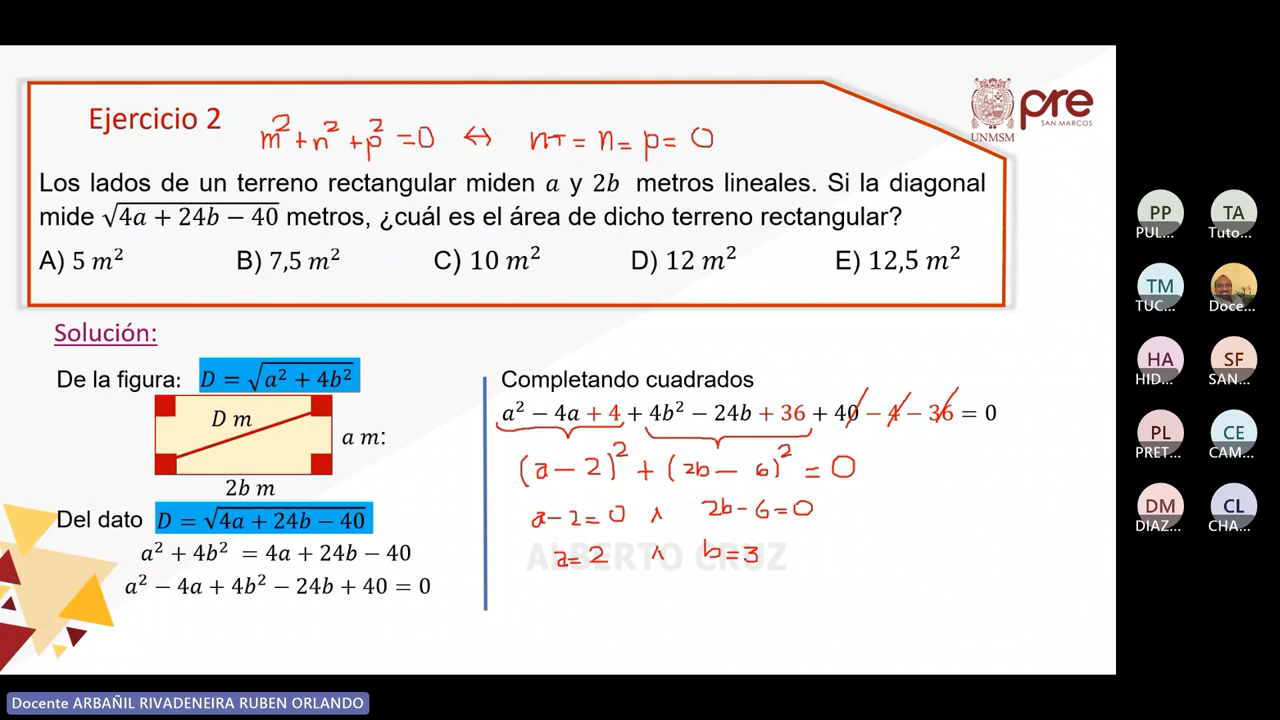 Ejercicio 2
m² + n² + p² = 0 ↔ m = n = p = 0
pre
SAN MARCOS
UNMSM
Los lados de un terreno rectangular miden a y 2b metros lineales. Si la diagonal
mide √(4a + 24b − 40) metros, ¿cuál es el área de dicho terreno rectangular?
A) 5 m² B) 7,5 m² C) 10 m² D) 12 m² E) 12,5 m²
Solución:
De la figura: D = √(a² + 4b²)
D m
a m:
2b m
Del dato D = √(4a + 24b − 40)
a² + 4b² = 4a + 24b − 40
a² − 4a + 4b² − 24b + 40 = 0
Completando cuadrados
a² − 4a + 4 + 4b² − 24b + 36 + 40 − 4 − 36 = 0
(a − 2)² + (2b − 6)² = 0
a − 2 = 0 ∧ 2b − 6 = 0
a = 2 ∧ b = 3
ALBERTO CRUZ
PP TA
PUL... Tuto...
TM
TUC... Doce...
HA SF
HID... SAN...
PL CE
PRET... CAM...
DM CL
DIAZ... CHA...
Docente ARBAÑIL RIVADENEIRA RUBEN ORLANDO